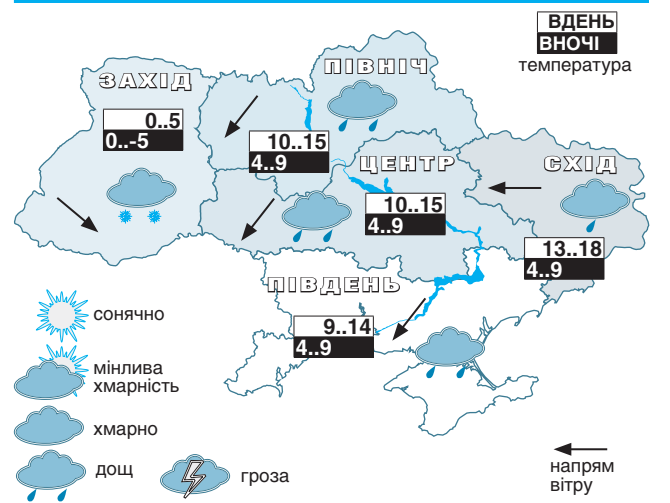 ВДЕНЬ
ВНОЧІ
температура
ПІВНІЧ
ЗАХІД
0..5
0..-5
10..15
4..9
ЦЕНТР
СХІД
10..15
4..9
13..18
4..9
ПІВДЕНЬ
9..14
4..9
сонячно
мінлива
хмарність
хмарно
дощ
гроза
напрям
вітру